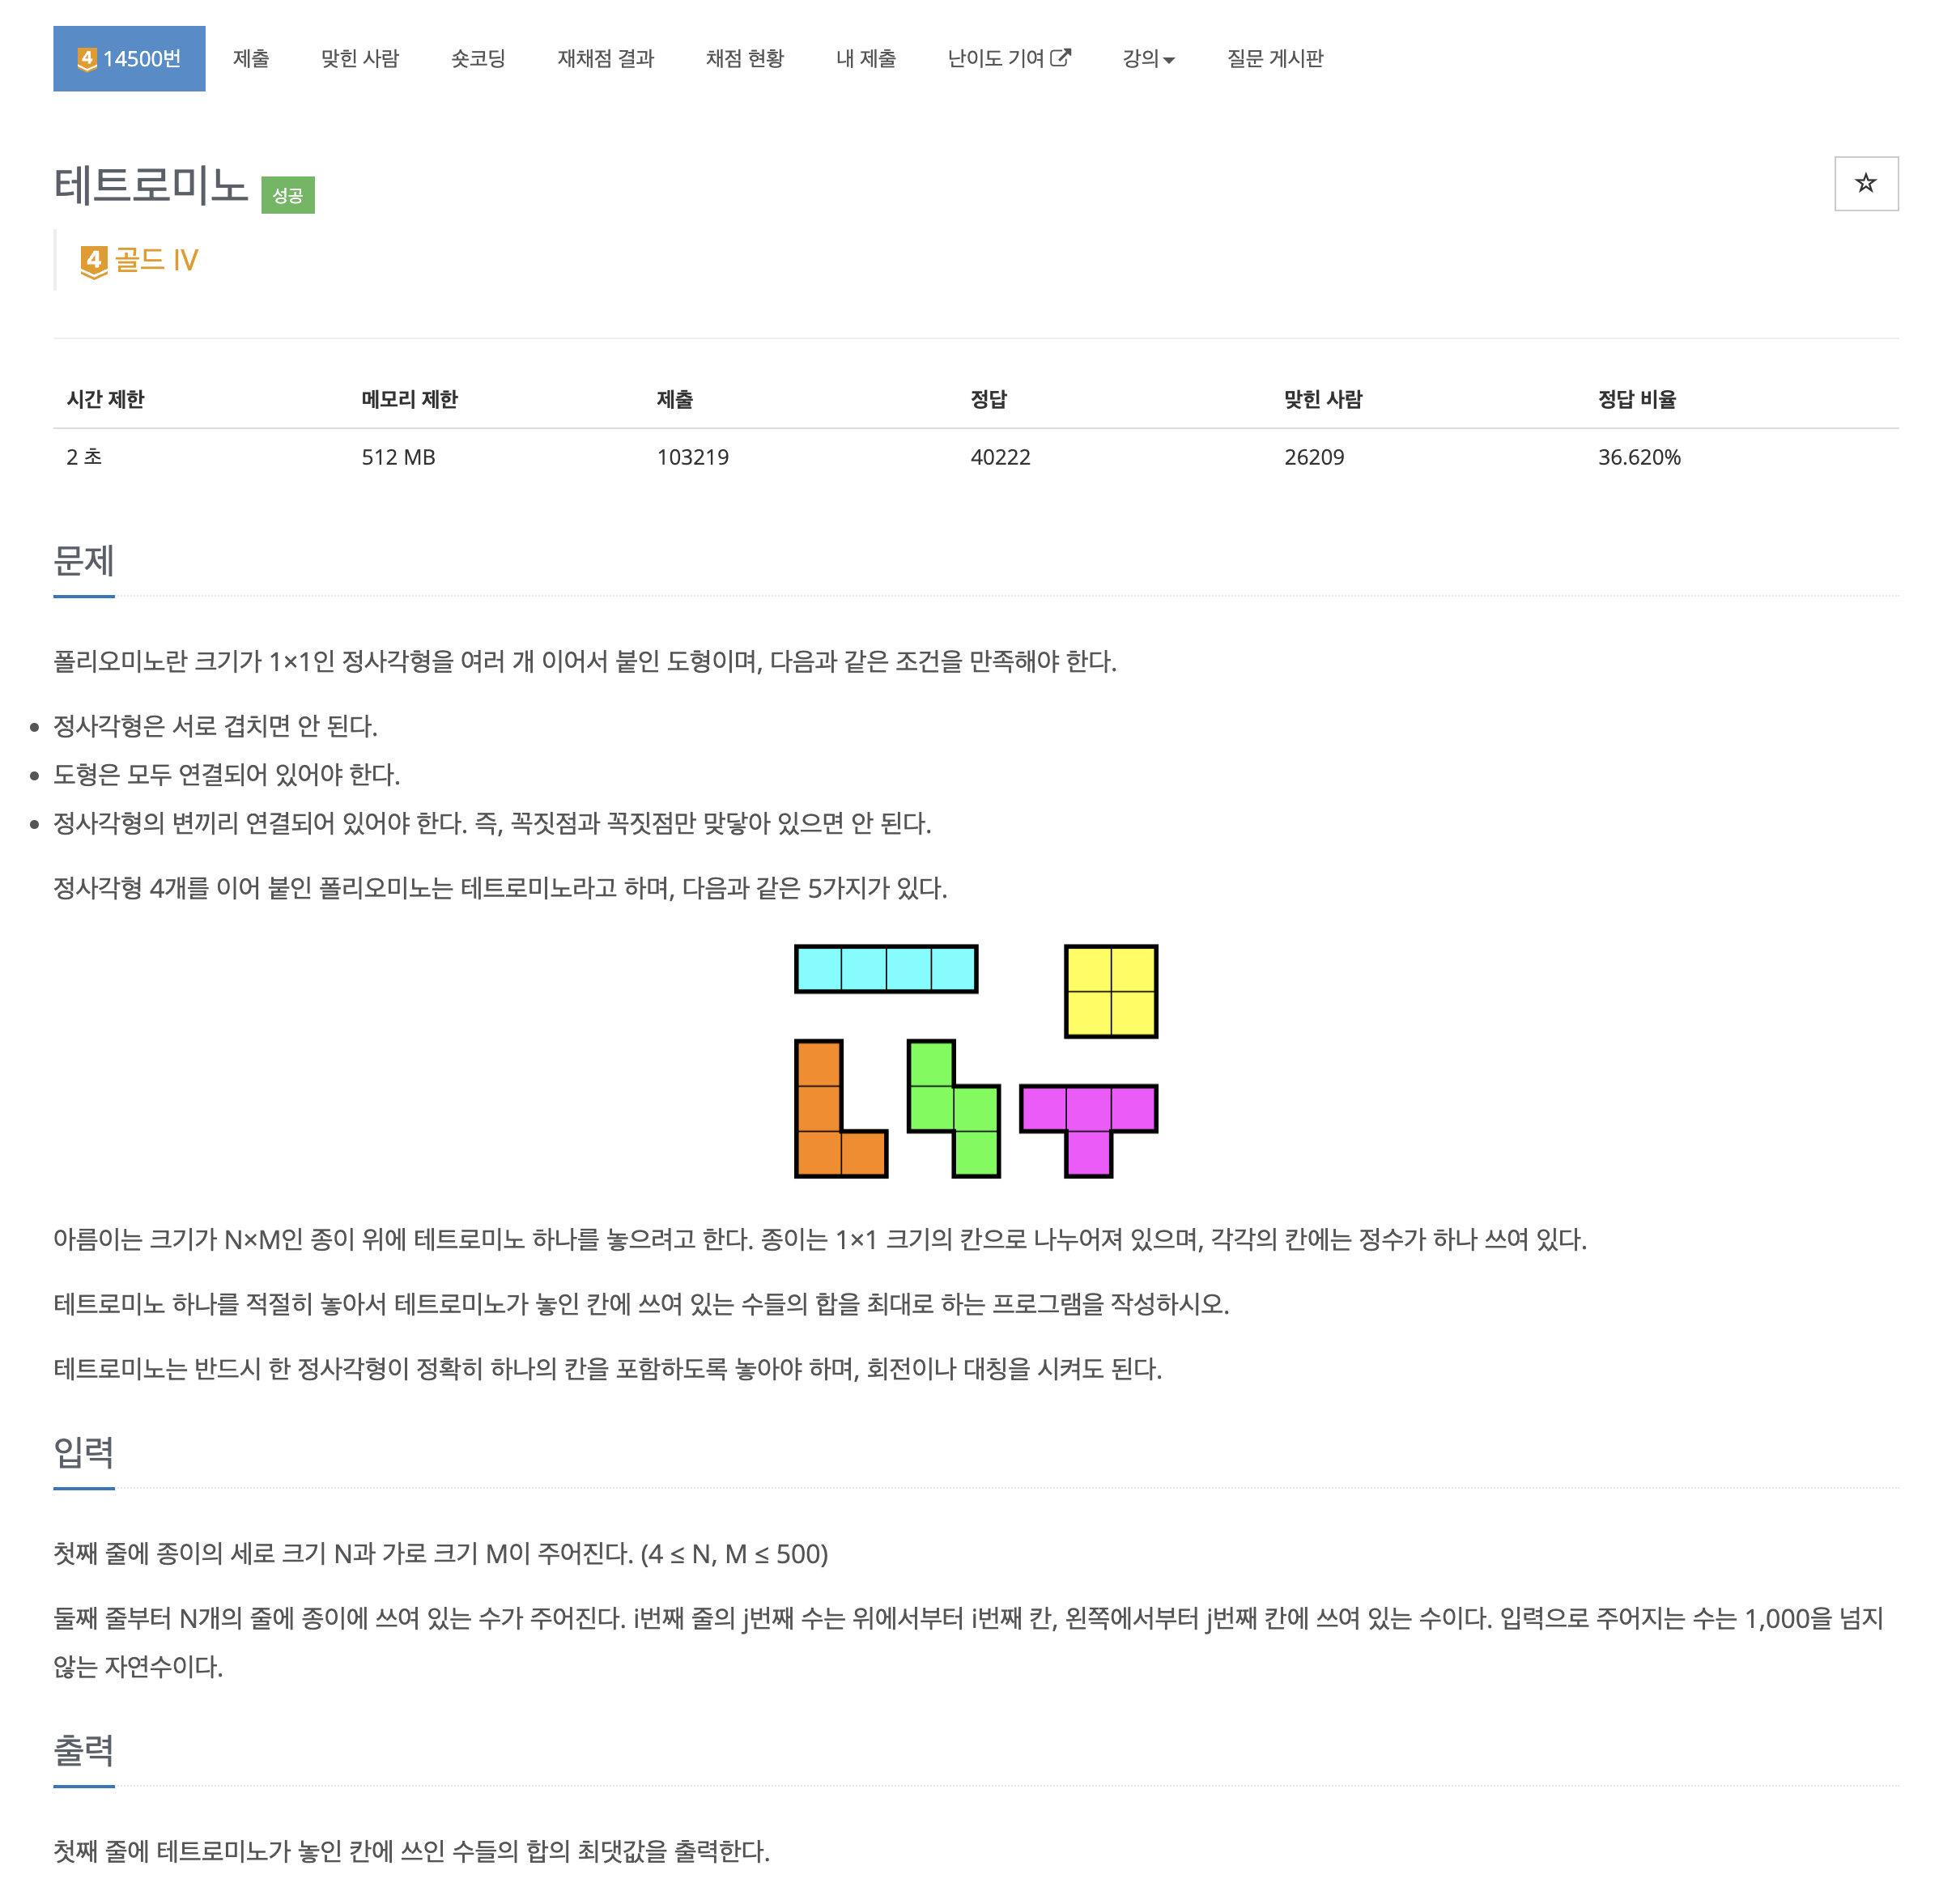 4 14500번 제출 맞힌 사람 숏코딩 재채점 결과 채점 현황 내 제출 난이도 기여 강의 질문 게시판
테트로미노 성공
4 골드 IV
시간 제한 메모리 제한 제출 정답 맞힌 사람 정답 비율
2 초 512 MB 103219 40222 26209 36.620%
문제
폴리오미노란 크기가 1×1인 정사각형을 여러 개 이어서 붙인 도형이며, 다음과 같은 조건을 만족해야 한다.
• 정사각형은 서로 겹치면 안 된다.
• 도형은 모두 연결되어 있어야 한다.
• 정사각형의 변끼리 연결되어 있어야 한다. 즉, 꼭짓점과 꼭짓점만 맞닿아 있으면 안 된다.
정사각형 4개를 이어 붙인 폴리오미노는 테트로미노라고 하며, 다음과 같은 5가지가 있다.
아름이는 크기가 N×M인 종이 위에 테트로미노 하나를 놓으려고 한다. 종이는 1×1 크기의 칸으로 나누어져 있으며, 각각의 칸에는 정수가 하나 쓰여 있다.
테트로미노 하나를 적절히 놓아서 테트로미노가 놓인 칸에 쓰여 있는 수들의 합을 최대로 하는 프로그램을 작성하시오.
테트로미노는 반드시 한 정사각형이 정확히 하나의 칸을 포함하도록 놓아야 하며, 회전이나 대칭을 시켜도 된다.
입력
첫째 줄에 종이의 세로 크기 N과 가로 크기 M이 주어진다. (4 ≤ N, M ≤ 500)
둘째 줄부터 N개의 줄에 종이에 쓰여 있는 수가 주어진다. i번째 줄의 j번째 수는 위에서부터 i번째 칸, 왼쪽에서부터 j번째 칸에 쓰여 있는 수이다. 입력으로 주어지는 수는 1,000을 넘지
않는 자연수이다.
출력
첫째 줄에 테트로미노가 놓인 칸에 쓰인 수들의 합의 최댓값을 출력한다.